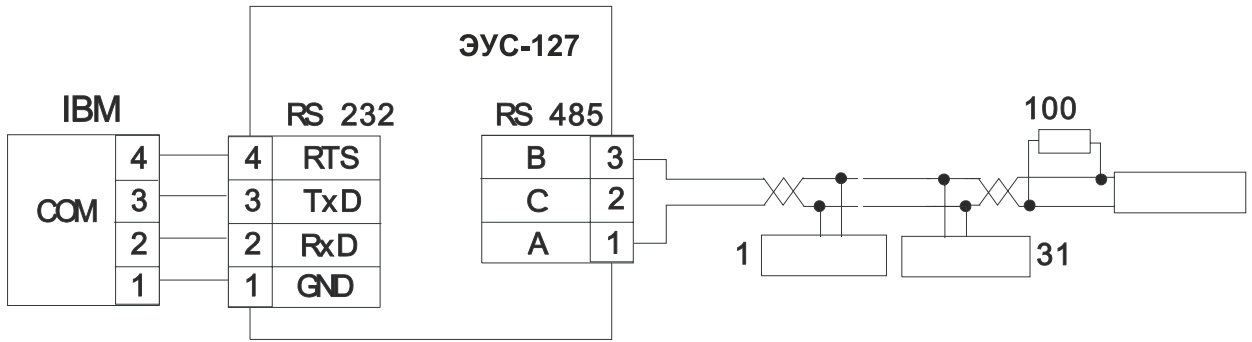 ЭУС-127
IBM
RS 232
RS 485
100
COM
4
3
2
1
4 RTS
3 TxD
2 RxD
1 GND
B 3
C 2
A 1
1
31